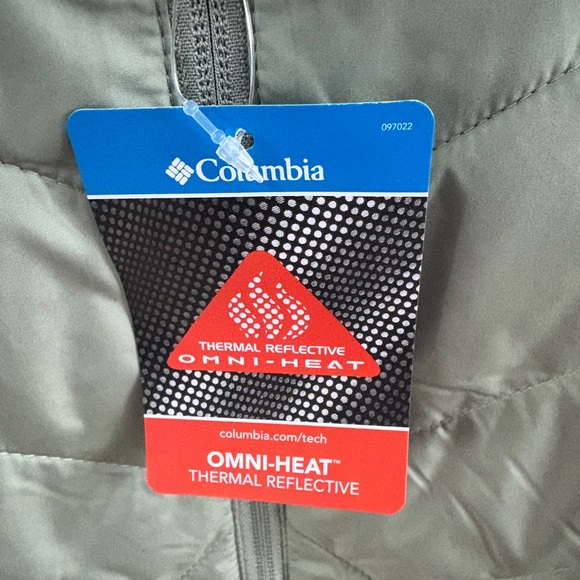 097022
Columbia
THERMAL REFLECTIVE
OMNI-HEAT
columbia.com/tech
OMNI-HEAT™
THERMAL REFLECTIVE